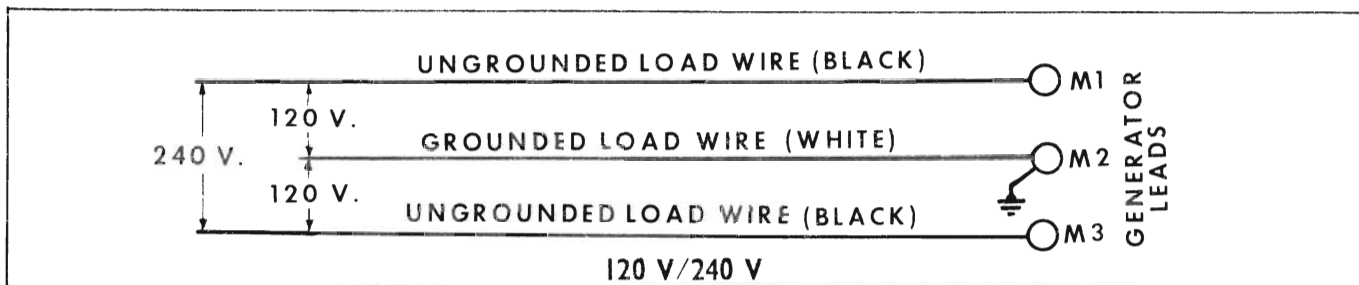 UNGROUNDED LOAD WIRE (BLACK)
M1
120 V.
GROUNDED LOAD WIRE (WHITE)
240 V.
M2
120 V.
UNGROUNDED LOAD WIRE (BLACK)
M3
GENERATOR
LEADS
120 V/240 V